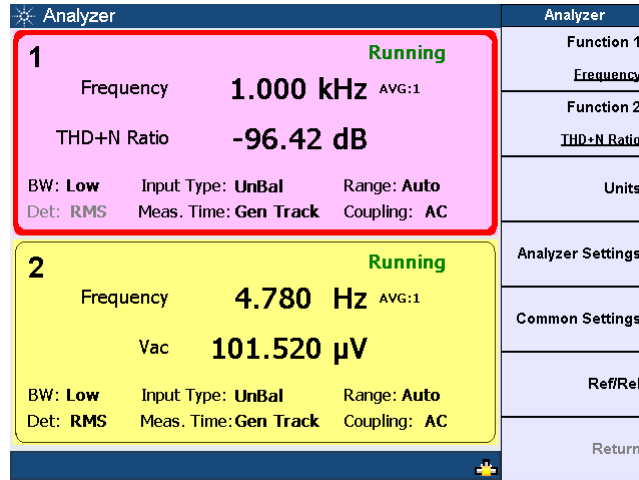 Analyzer
1
Running
Frequency 1.000 kHz AVG:1
THD+N Ratio -96.42 dB
BW: Low Input Type: UnBal Range: Auto
Det: RMS Meas. Time: Gen Track Coupling: AC
2
Running
Frequency 4.780 Hz AVG:1
Vac 101.520 µV
BW: Low Input Type: UnBal Range: Auto
Det: RMS Meas. Time: Gen Track Coupling: AC
Analyzer
Function 1
Frequency
Function 2
THD+N Ratio
Units
Analyzer Settings
Common Settings
Ref/Rel
Return